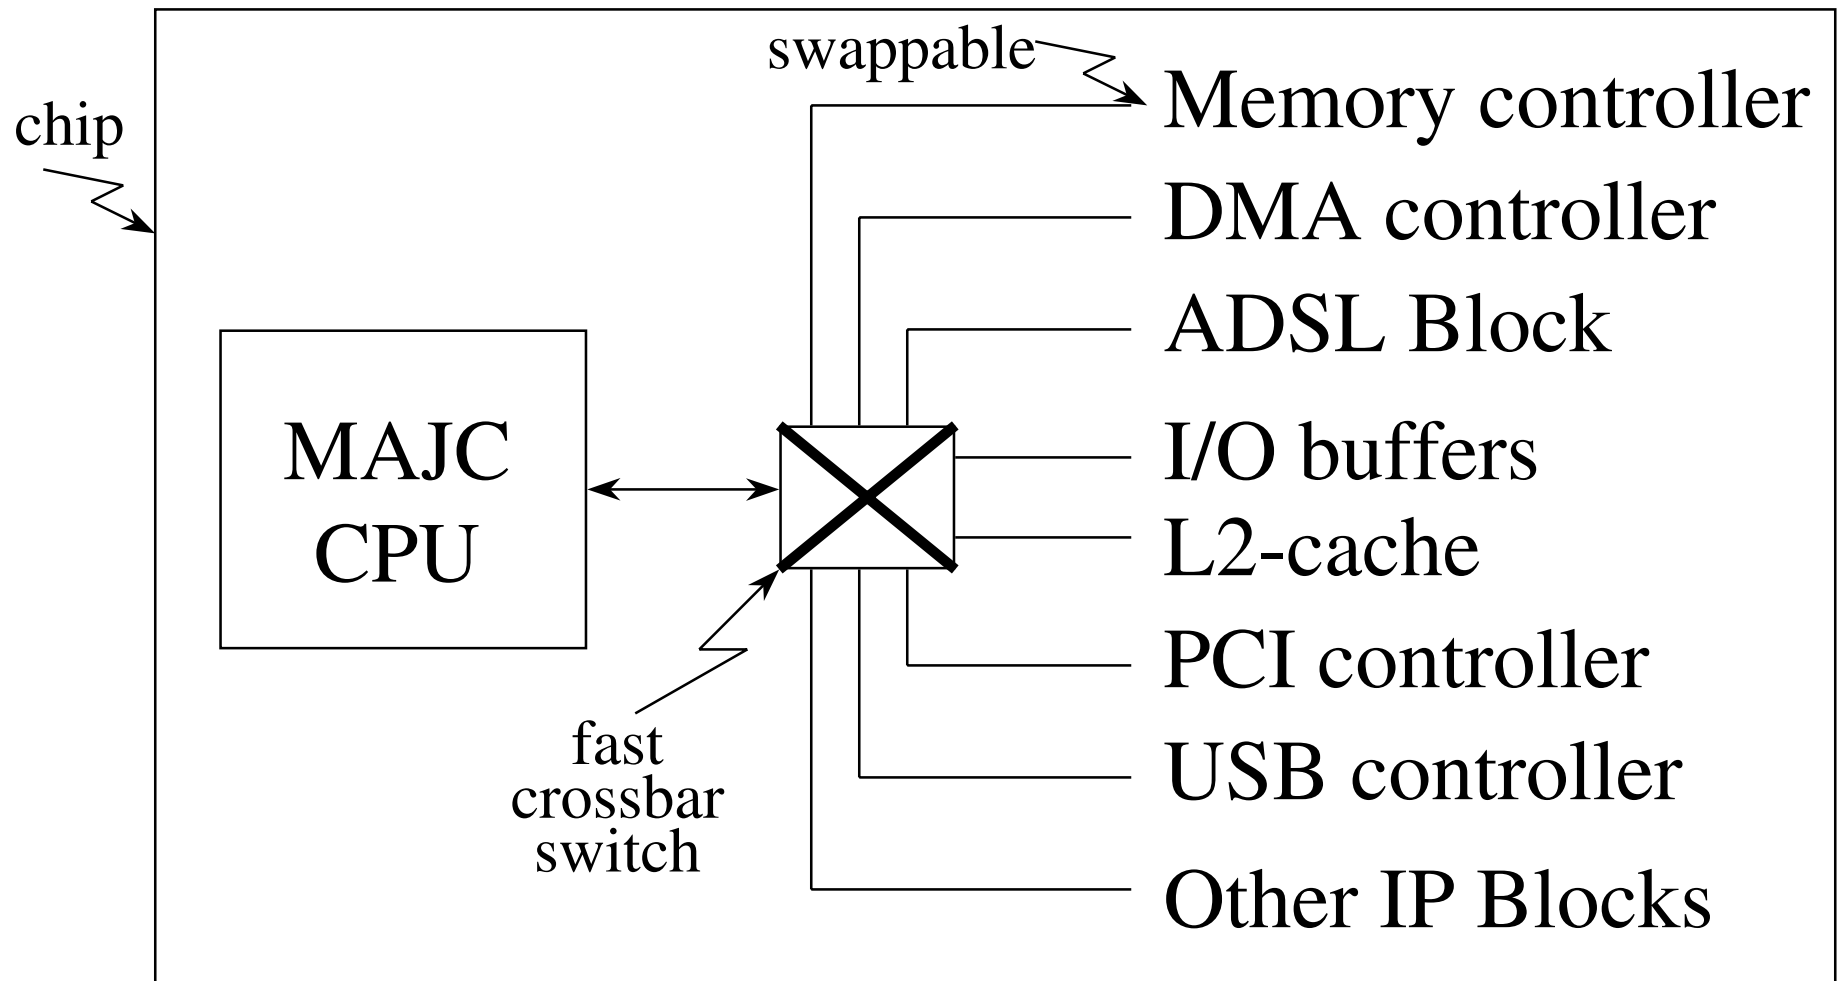 swappable
chip
Memory controller
DMA controller
ADSL Block
MAJC
CPU
I/O buffers
L2-cache
PCI controller
fast
crossbar
switch
USB controller
Other IP Blocks